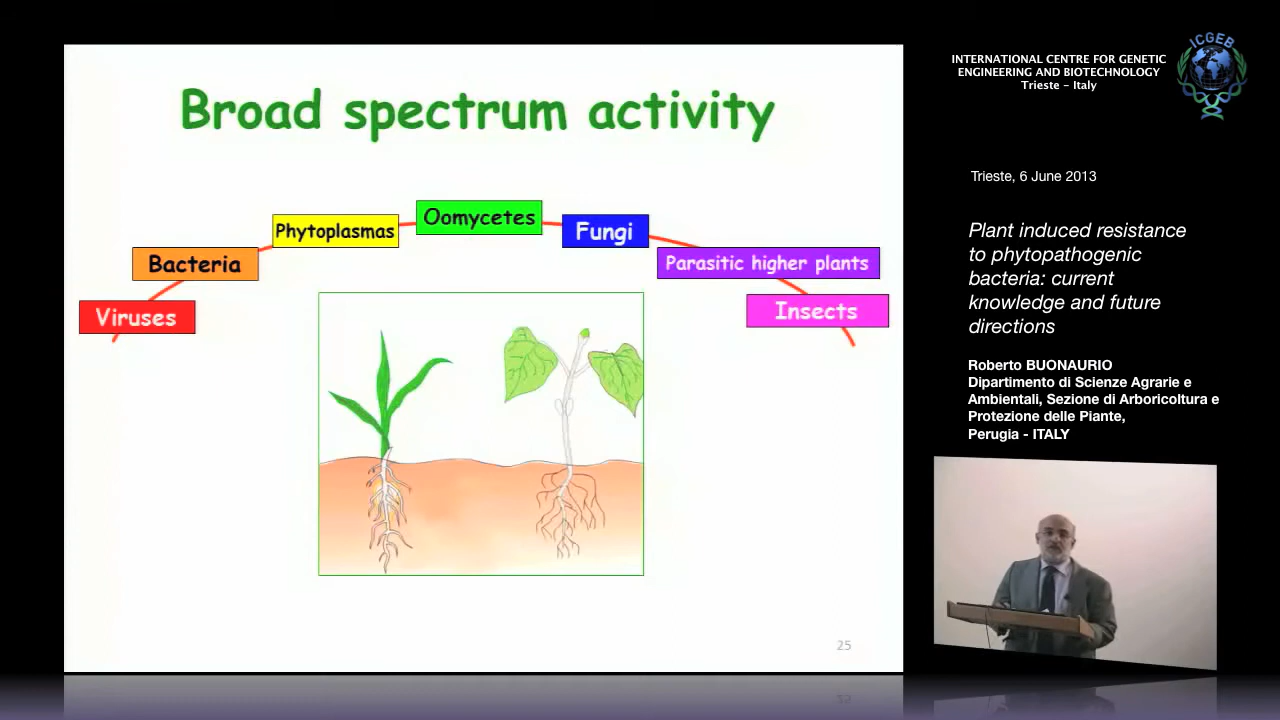 Broad spectrum activity
Viruses
Bacteria
Phytoplasmas
Oomycetes
Fungi
Parasitic higher plants
Insects
25
INTERNATIONAL CENTRE FOR GENETIC
ENGINEERING AND BIOTECHNOLOGY
Trieste - Italy
ICGEB
Trieste, 6 June 2013
Plant induced resistance
to phytopathogenic
bacteria: current
knowledge and future
directions
Roberto BUONAURIO
Dipartimento di Scienze Agrarie e
Ambientali, Sezione di Arboricoltura e
Protezione delle Piante,
Perugia - ITALY